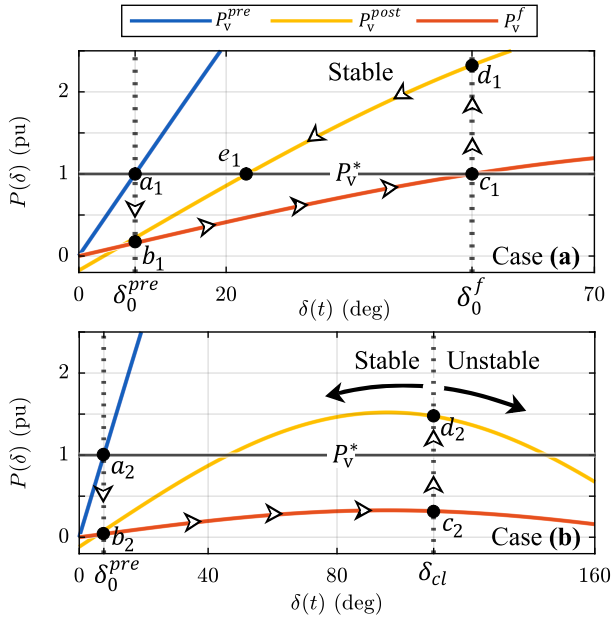 P_v^{pre} P_v^{post} P_v^f
P(δ) (pu)
2
1
0
Stable
d_1
e_1
a_1
P_v^*
c_1
b_1
Case (a)
0 δ_0^{pre} 20 δ_0^f 70
δ(t) (deg)
P(δ) (pu)
2
1
0
Stable Unstable
d_2
a_2
P_v^*
b_2
c_2
Case (b)
0 δ_0^{pre} 40 80 δ_{cl} 160
δ(t) (deg)